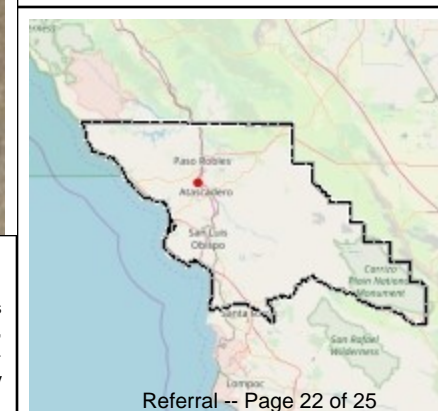 Paso Robles
Atascadero
San Luis
Obispo
Carrizo
Plain National
Monument
Santa
San Rafael
Wilderness
Lompoc
Referral -- Page 22 of 25